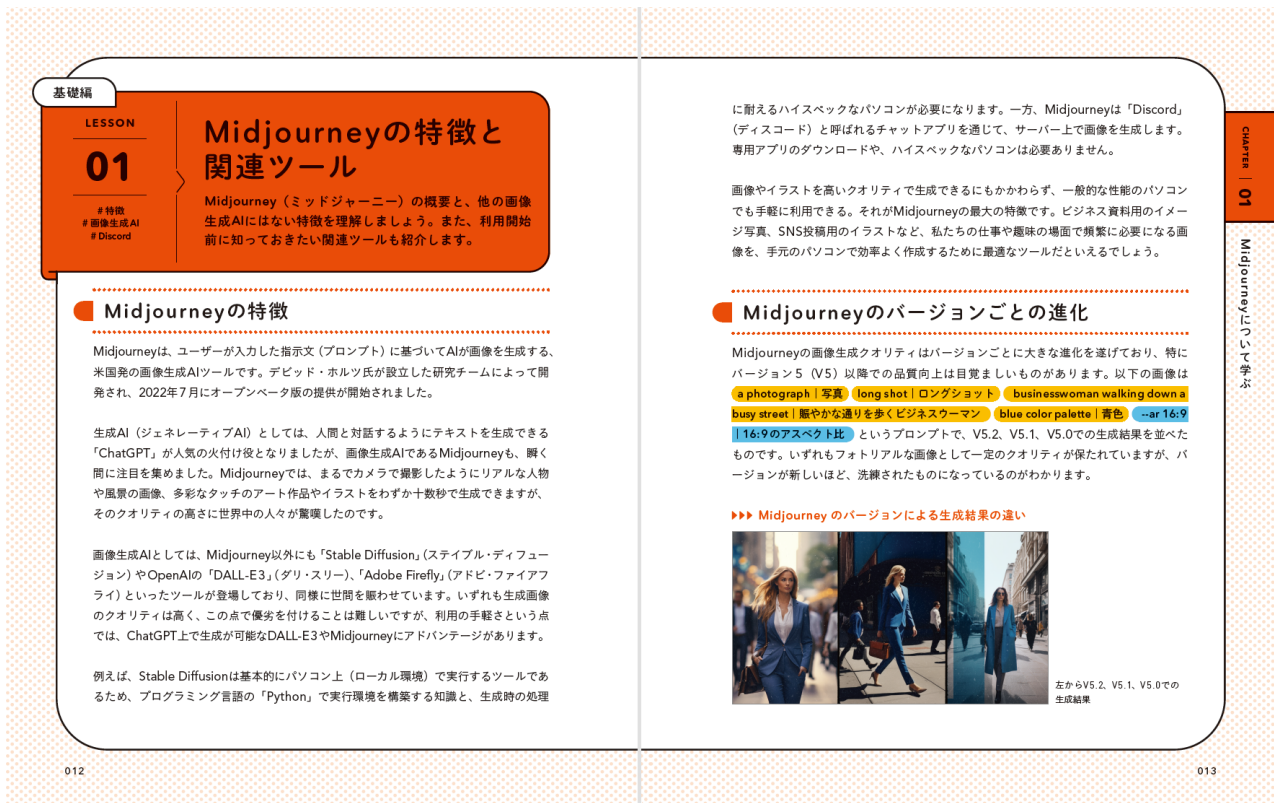 基礎編
LESSON
01
# 特徴
# 画像生成AI
# Discord
Midjourneyの特徴と
関連ツール
Midjourney（ミッドジャーニー）の概要と、他の画像
生成AIにはない特徴を理解しましょう。また、利用開始
前に知っておきたい関連ツールも紹介します。
Midjourneyの特徴
Midjourneyは、ユーザーが入力した指示文（プロンプト）に基づいてAIが画像を生成する、
米国発の画像生成AIツールです。デビッド・ホルツ氏が設立した研究チームによって開
発され、2022年7月にオープンベータ版の提供が開始されました。
生成AI（ジェネレーティブAI）としては、人間と対話するようにテキストを生成できる
「ChatGPT」が人気の火付け役となりましたが、画像生成AIであるMidjourneyも、瞬く
間に注目を集めました。Midjourneyでは、まるでカメラで撮影したようにリアルな人物
や風景の画像、多彩なタッチのアート作品やイラストをわずか十数秒で生成できますが、
そのクオリティの高さに世界中の人々が驚嘆したのです。
画像生成AIとしては、Midjourney以外にも「Stable Diffusion」（ステイブル・ディフュー
ジョン）やOpenAIの「DALL-E3」（ダリ・スリー）、「Adobe Firefly」（アドビ・ファイアフ
ライ）といったツールが登場しており、同様に世間を賑わせています。いずれも生成画像
のクオリティは高く、この点で優劣を付けることは難しいですが、利用の手軽さという点
では、ChatGPT上で生成が可能なDALL-E3やMidjourneyにアドバンテージがあります。
例えば、Stable Diffusionは基本的にパソコン上（ローカル環境）で実行するツールであ
るため、プログラミング言語の「Python」で実行環境を構築する知識と、生成時の処理
012
に耐えるハイスペックなパソコンが必要になります。一方、Midjourneyは「Discord」
（ディスコード）と呼ばれるチャットアプリを通じて、サーバー上で画像を生成します。
専用アプリのダウンロードや、ハイスペックなパソコンは必要ありません。
画像やイラストを高いクオリティで生成できるにもかかわらず、一般的な性能のパソコン
でも手軽に利用できる。それがMidjourneyの最大の特徴です。ビジネス資料用のイメー
ジ写真、SNS投稿用のイラストなど、私たちの仕事や趣味の場面で頻繁に必要になる画
像を、手元のパソコンで効率よく作成するために最適なツールだといえるでしょう。
Midjourneyのバージョンごとの進化
Midjourneyの画像生成クオリティはバージョンごとに大きな進化を遂げており、特に
バージョン5（V5）以降での品質向上は目覚ましいものがあります。以下の画像は
a photograph｜写真 long shot｜ロングショット businesswoman walking down a
busy street｜賑やかな通りを歩くビジネスウーマン blue color palette｜青色 --ar 16:9
｜16:9のアスペクト比 というプロンプトで、V5.2、V5.1、V5.0での生成結果を並べた
ものです。いずれもフォトリアルな画像として一定のクオリティが保たれていますが、バ
ージョンが新しいほど、洗練されたものになっているのがわかります。
Midjourney のバージョンによる生成結果の違い
左からV5.2、V5.1、V5.0での
生成結果
CHAPTER 01
Midjourneyについて学ぶ
013